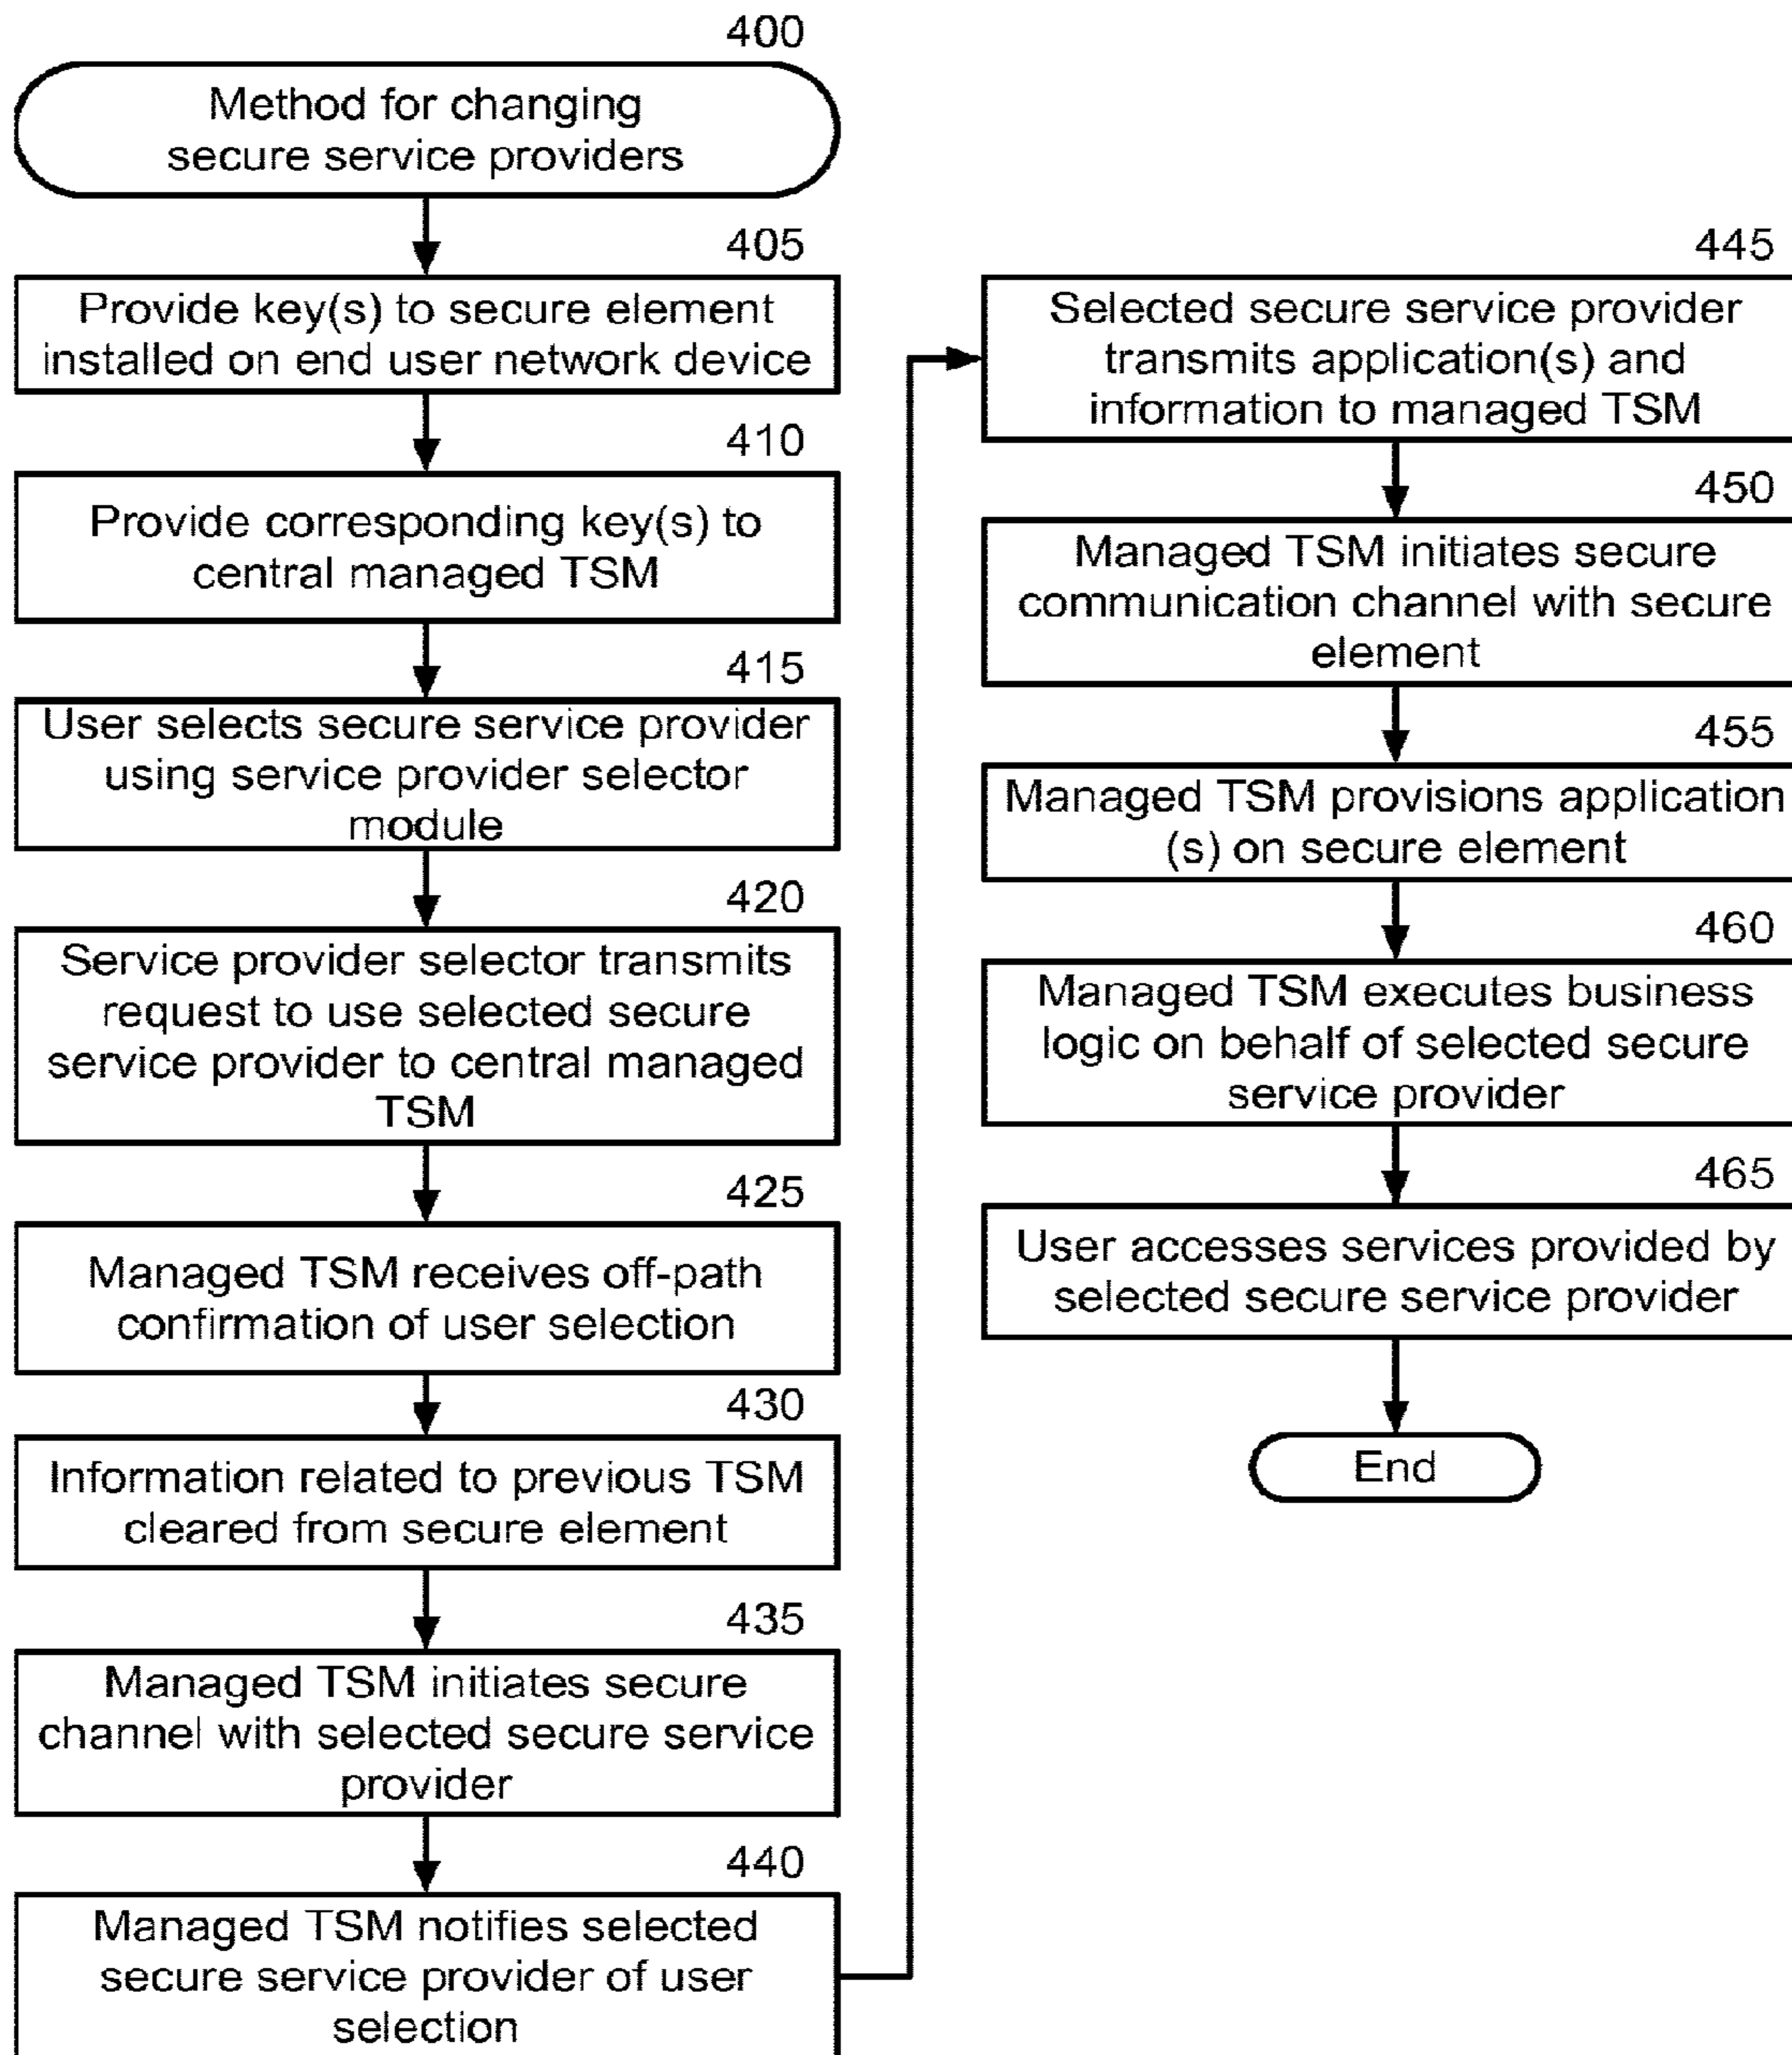 400
Method for changing
secure service providers
405
Provide key(s) to secure element
installed on end user network device
410
Provide corresponding key(s) to
central managed TSM
415
User selects secure service provider
using service provider selector
module
420
Service provider selector transmits
request to use selected secure
service provider to central managed
TSM
425
Managed TSM receives off-path
confirmation of user selection
430
Information related to previous TSM
cleared from secure element
435
Managed TSM initiates secure
channel with selected secure service
provider
440
Managed TSM notifies selected
secure service provider of user
selection
445
Selected secure service provider
transmits application(s) and
information to managed TSM
450
Managed TSM initiates secure
communication channel with secure
element
455
Managed TSM provisions application
(s) on secure element
460
Managed TSM executes business
logic on behalf of selected secure
service provider
465
User accesses services provided by
selected secure service provider
End